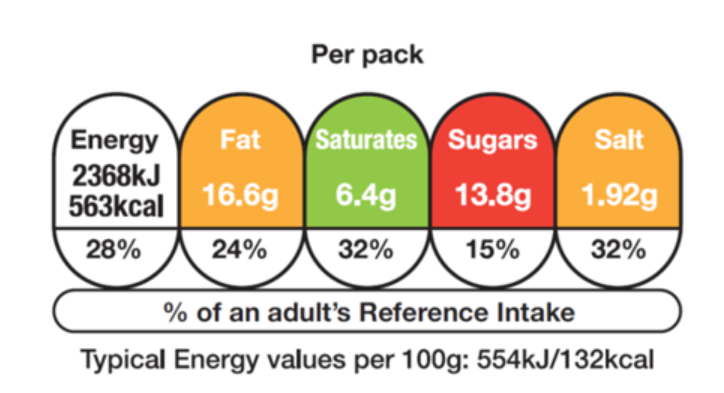 Per pack
Energy Fat Saturates Sugars Salt
2368kJ
563kcal 16.6g 6.4g 13.8g 1.92g
28% 24% 32% 15% 32%
% of an adult's Reference Intake
Typical Energy values per 100g: 554kJ/132kcal